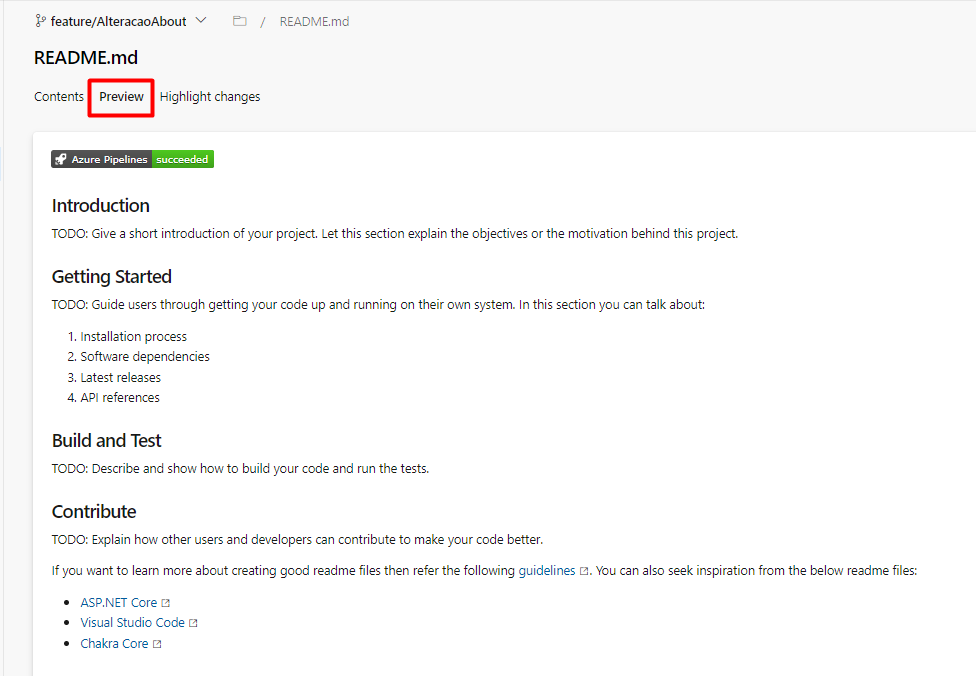 feature/AlteracaoAbout / README.md
README.md
Contents Preview Highlight changes
Azure Pipelines succeeded
Introduction
TODO: Give a short introduction of your project. Let this section explain the objectives or the motivation behind this project.
Getting Started
TODO: Guide users through getting your code up and running on their own system. In this section you can talk about:
1. Installation process
2. Software dependencies
3. Latest releases
4. API references
Build and Test
TODO: Describe and show how to build your code and run the tests.
Contribute
TODO: Explain how other users and developers can contribute to make your code better.
If you want to learn more about creating good readme files then refer the following guidelines. You can also seek inspiration from the below readme files:
• ASP.NET Core
• Visual Studio Code
• Chakra Core